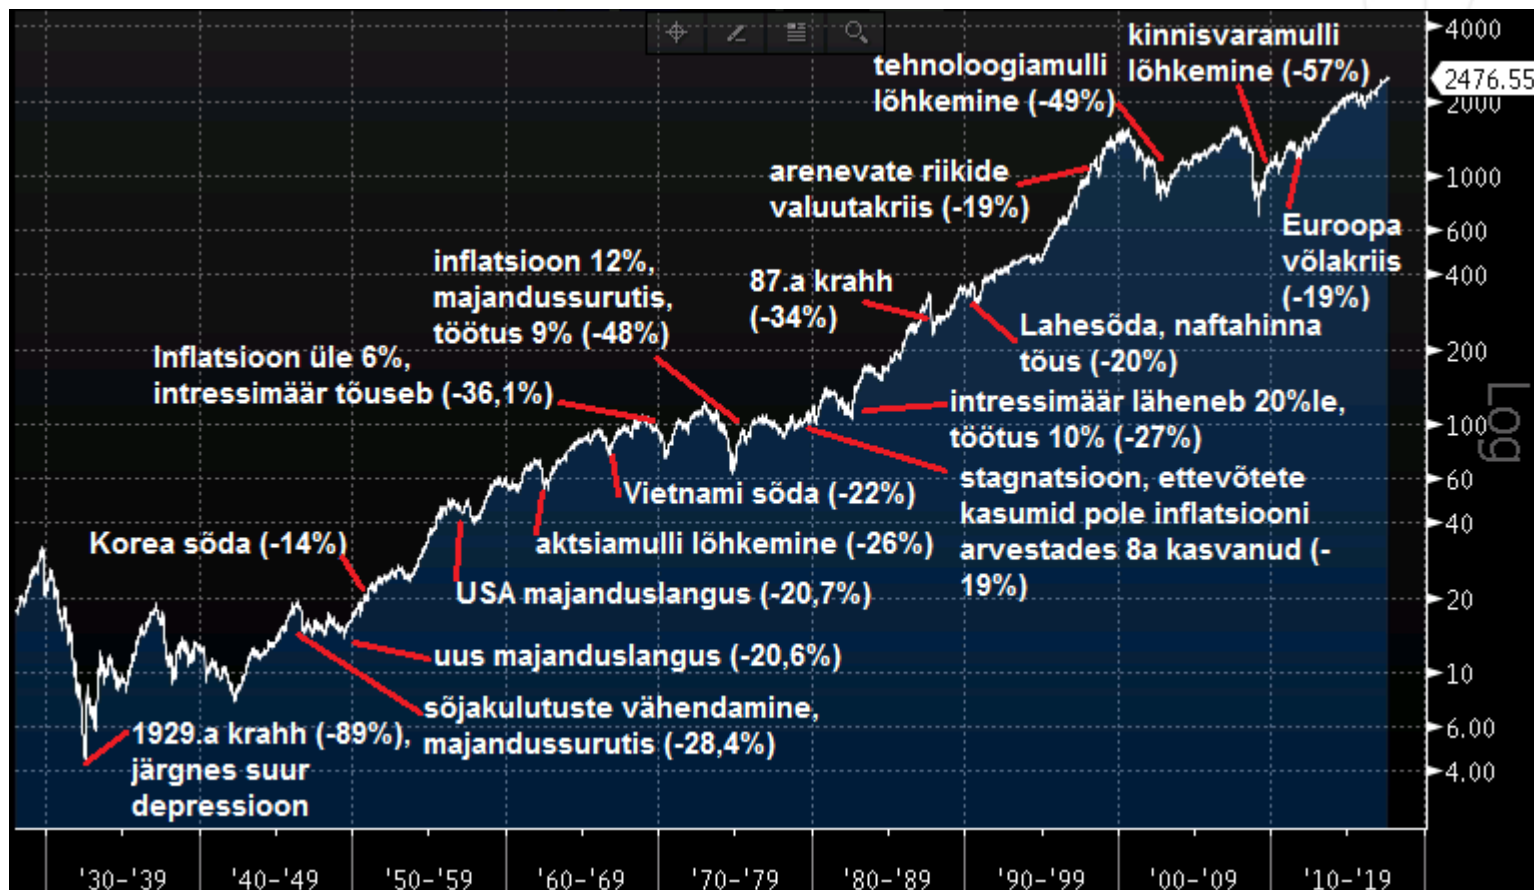 kinnisvaramulli
lõhkemine (-57%)
tehnoloogiamulli
lõhkemine (-49%)
arenevate riikide
valuutakriis (-19%)
Euroopa
võlakriis
(-19%)
inflatsioon 12%,
majandussurutis,
töötus 9% (-48%)
87.a krahh
(-34%)
Lahesõda, naftahinna
tõus (-20%)
Inflatsioon üle 6%,
intressimäär tõuseb (-36,1%)
intressimäär läheneb 20%le,
töötus 10% (-27%)
stagnatsioon, ettevõtete
kasumid pole inflatsiooni
arvestades 8a kasvanud (-
19%)
Vietnami sõda (-22%)
Korea sõda (-14%)
aktsiamulli lõhkemine (-26%)
USA majanduslangus (-20,7%)
uus majanduslangus (-20,6%)
sõjakulutuste vähendamine,
majandussurutis (-28,4%)
1929.a krahh (-89%),
järgnes suur
depressioon
4000
2476.55
2000
1000
600
400
200
100
60
40
20
10
6.00
4.00
Log
'30-'39 '40-'49 '50-'59 '60-'69 '70-'79 '80-'89 '90-'99 '00-'09 '10-'19